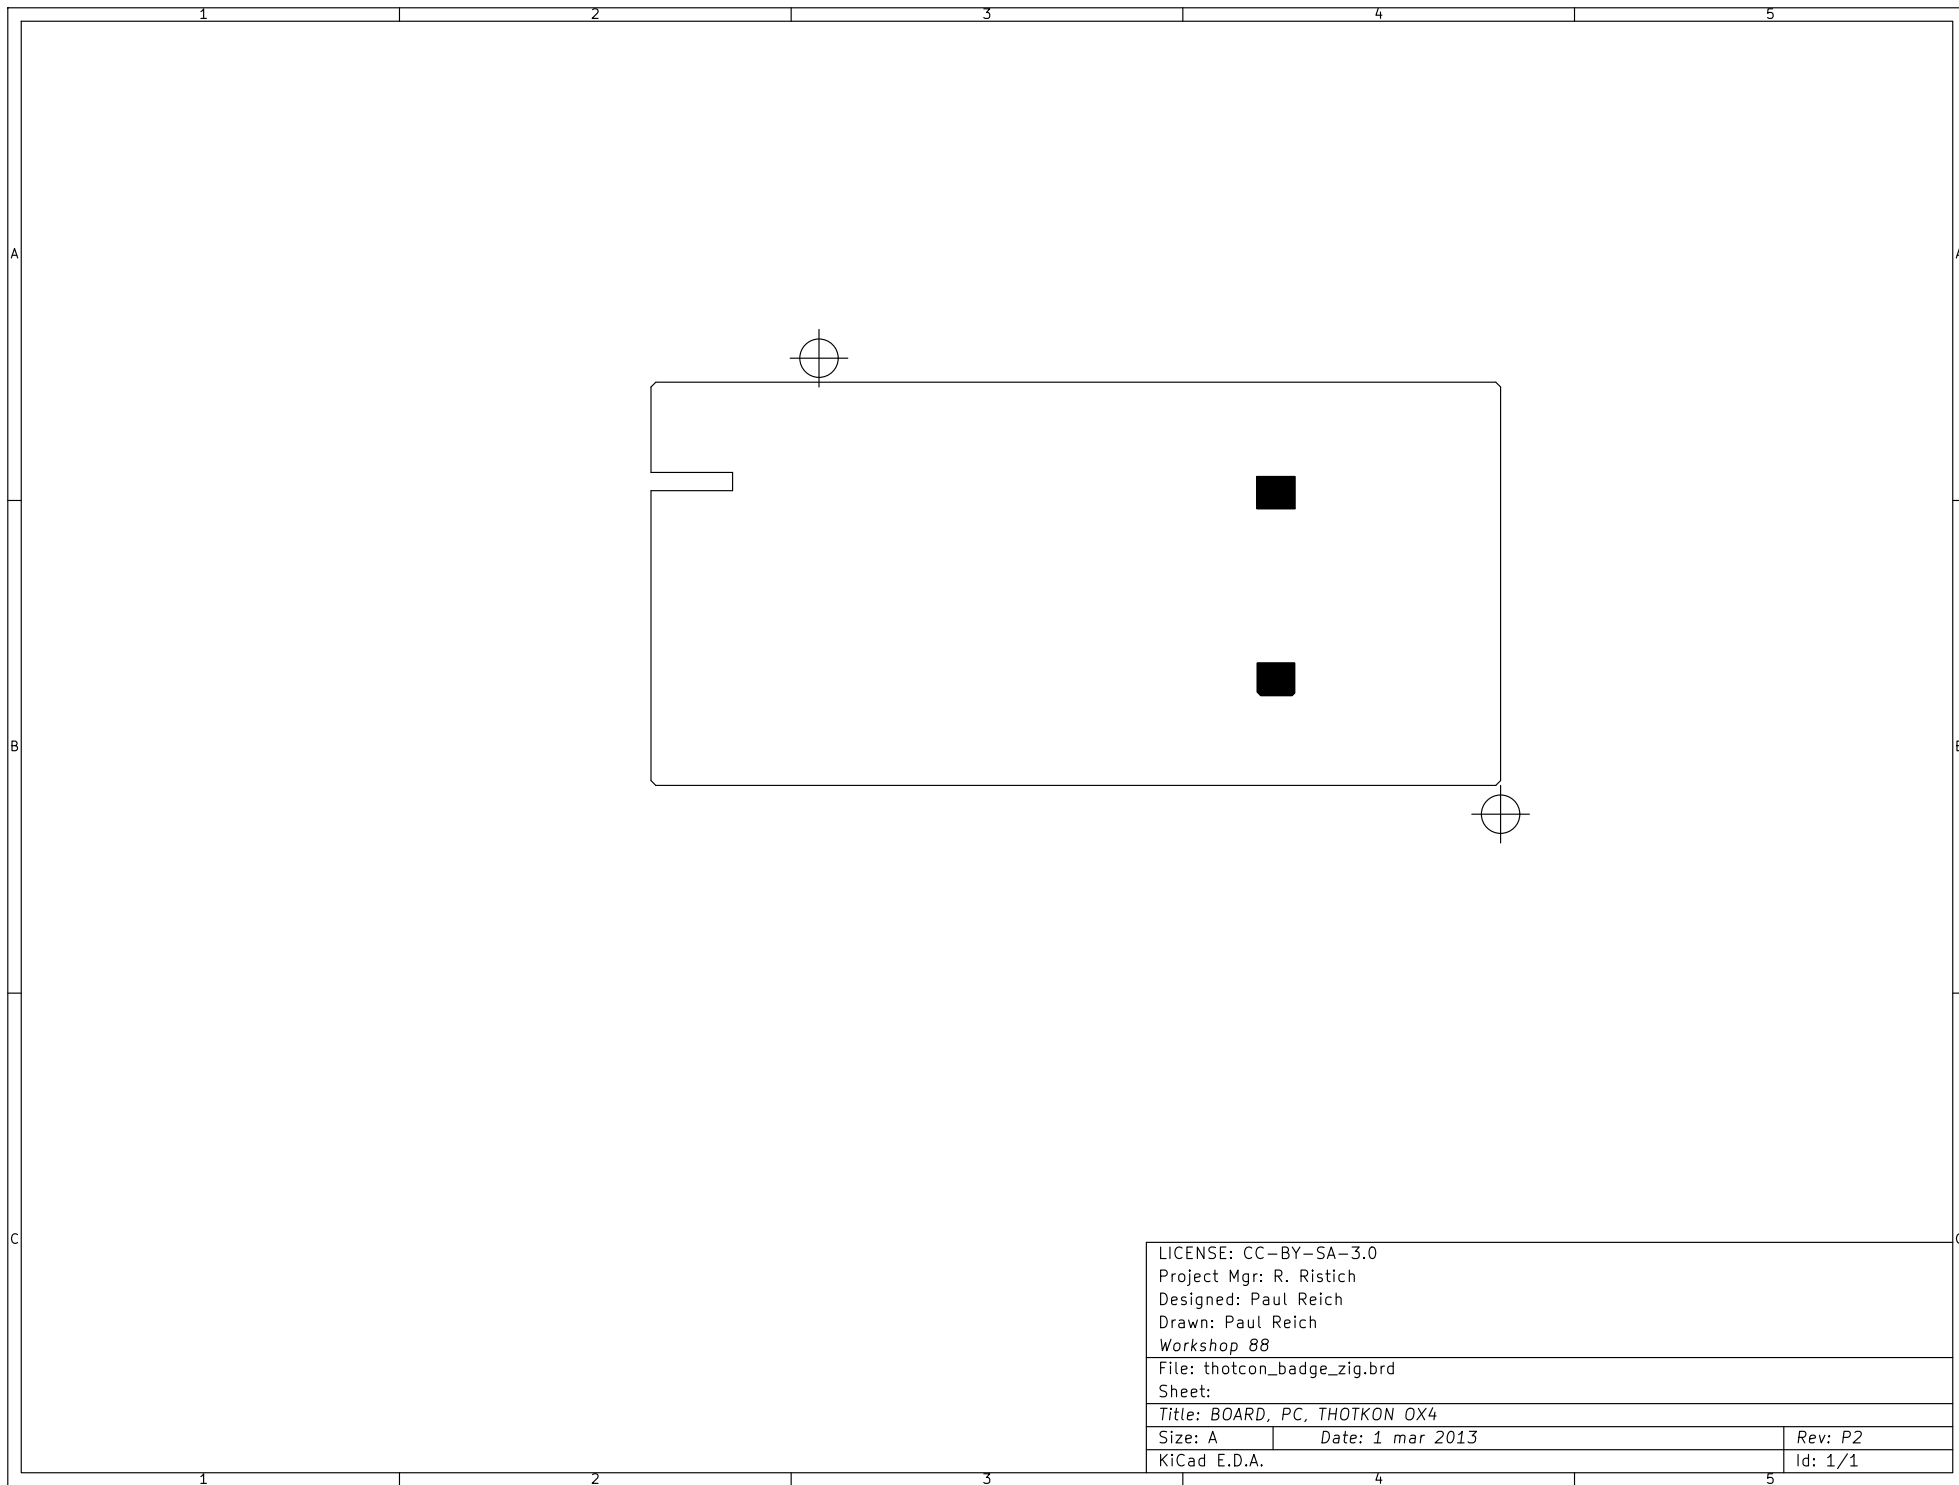 1 2 3 4 5
A A
B B
C C
LICENSE: CC-BY-SA-3.0
Project Mgr: R. Ristich
Designed: Paul Reich
Drawn: Paul Reich
Workshop 88
File: thotcon_badge_zig.brd
Sheet:
Title: BOARD, PC, THOTKON OX4
Size: A Date: 1 mar 2013 Rev: P2
KiCad E.D.A. Id: 1/1
1 2 3 4 5